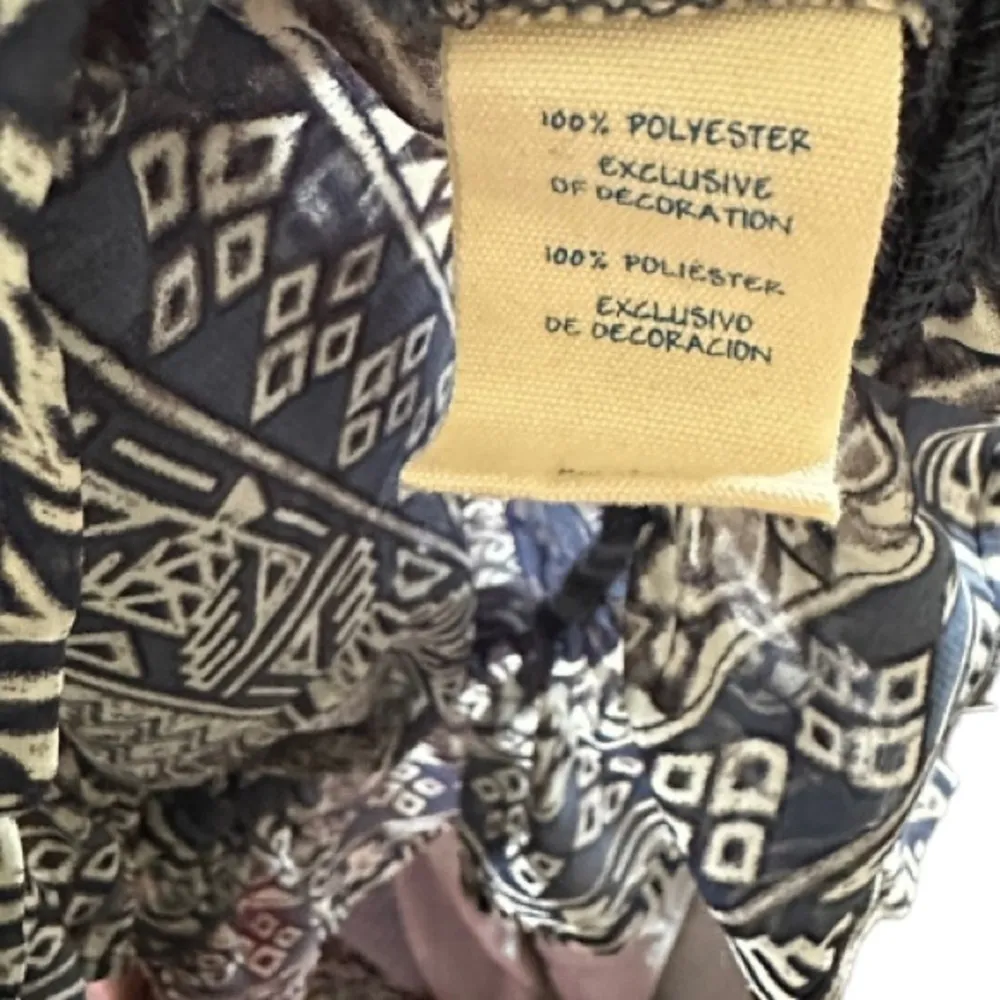 100% POLYESTER
EXCLUSIVE
OF DECORATION
100% POLIÉSTER
EXCLUSIVO
DE DECORACION